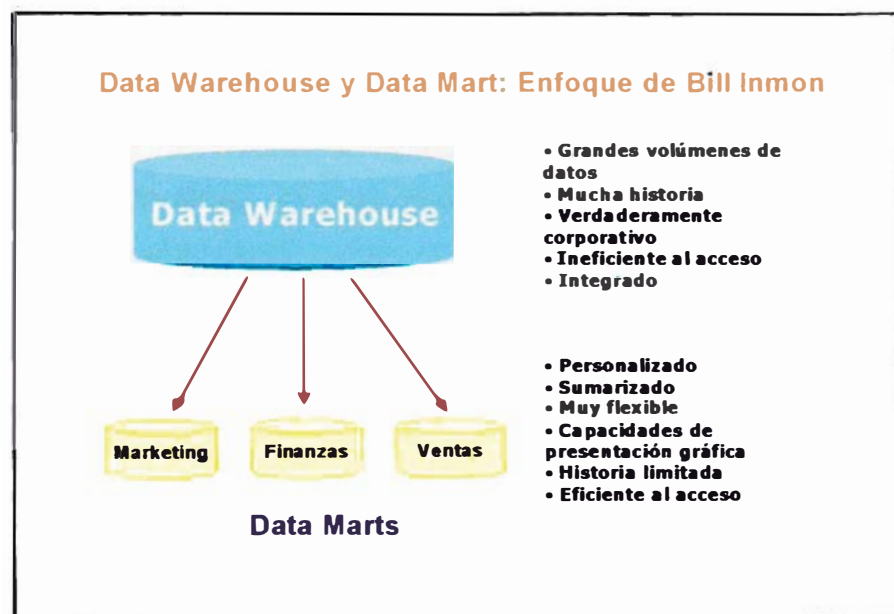 Data Warehouse y Data Mart: Enfoque de Bill Inmon
Data Warehouse
• Grandes volúmenes de
datos
• Mucha historia
• Verdaderamente
corporativo
• Ineficiente al acceso
• Integrado
Marketing
Finanzas
Ventas
Data Marts
• Personalizado
• Sumarizado
• Muy flexible
• Capacidades de
presentación gráfica
• Historia limitada
• Eficiente al acceso